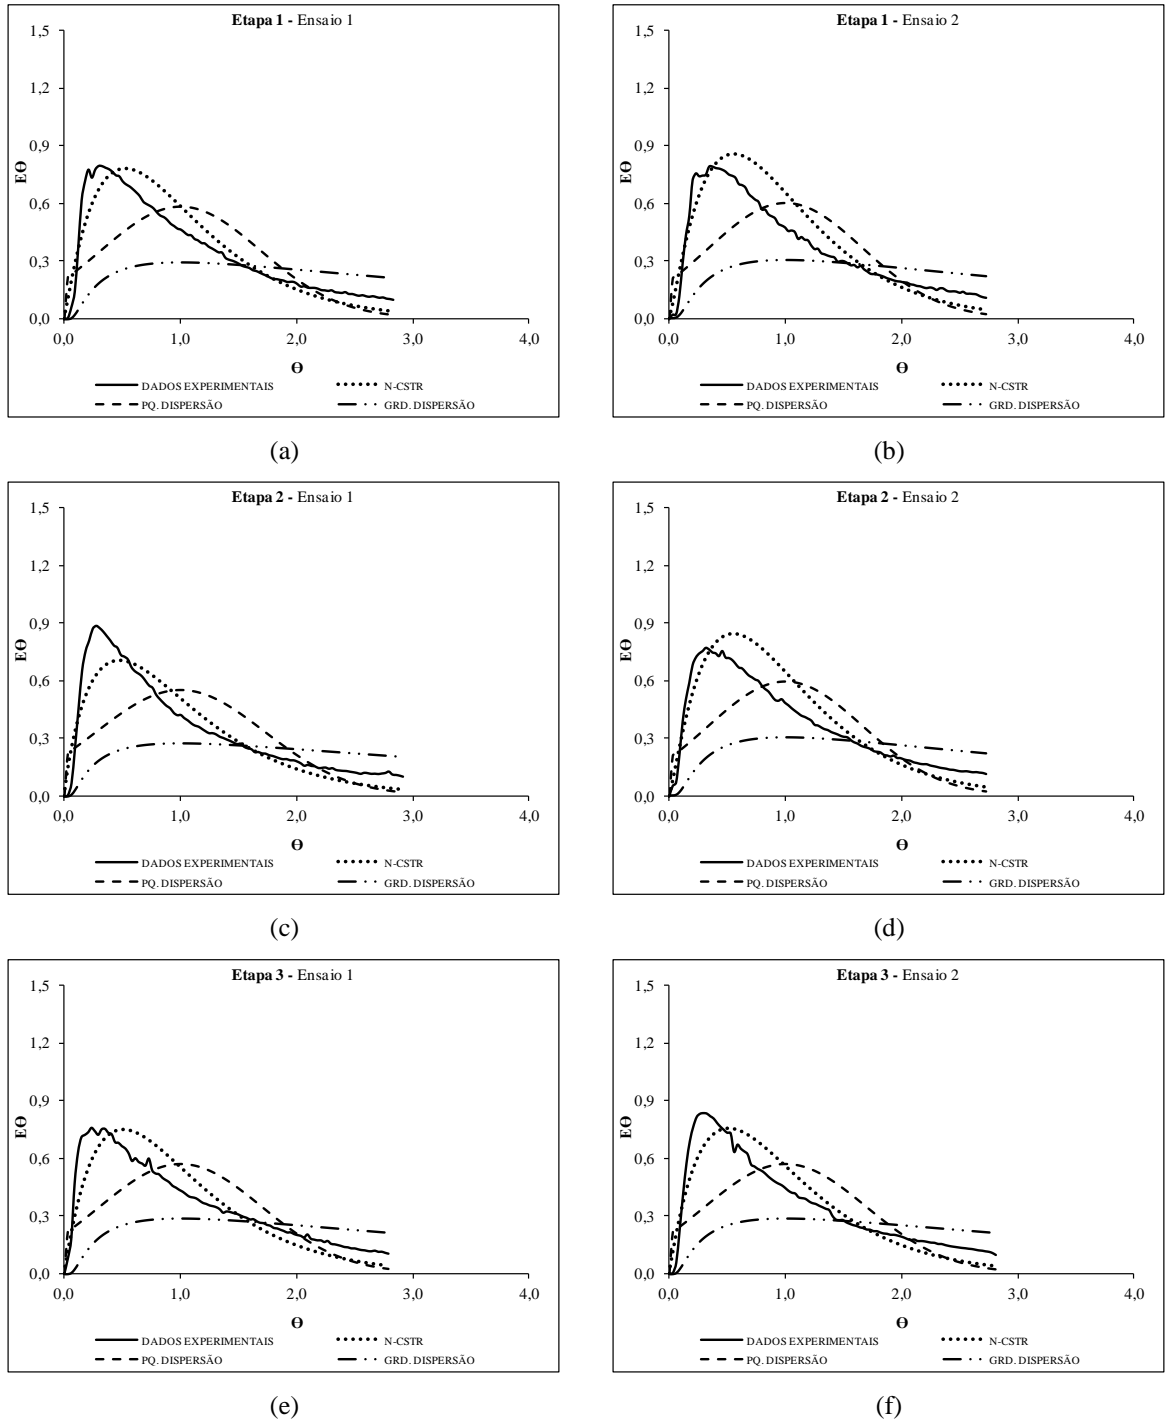 Etapa 1 - Ensaio 1
1,5
1,2
0,9
0,6
0,3
0,0
EΘ
0,0 1,0 2,0 3,0 4,0
Θ
DADOS EXPERIMENTAIS N-CSTR
PQ. DISPERSÃO GRD. DISPERSÃO
(a)
Etapa 1 - Ensaio 2
1,5
1,2
0,9
0,6
0,3
0,0
EΘ
0,0 1,0 2,0 3,0 4,0
Θ
DADOS EXPERIMENTAIS N-CSTR
PQ. DISPERSÃO GRD. DISPERSÃO
(b)
Etapa 2 - Ensaio 1
1,5
1,2
0,9
0,6
0,3
0,0
EΘ
0,0 1,0 2,0 3,0 4,0
Θ
DADOS EXPERIMENTAIS N-CSTR
PQ. DISPERSÃO GRD. DISPERSÃO
(c)
Etapa 2 - Ensaio 2
1,5
1,2
0,9
0,6
0,3
0,0
EΘ
0,0 1,0 2,0 3,0 4,0
Θ
DADOS EXPERIMENTAIS N-CSTR
PQ. DISPERSÃO GRD. DISPERSÃO
(d)
Etapa 3 - Ensaio 1
1,5
1,2
0,9
0,6
0,3
0,0
EΘ
0,0 1,0 2,0 3,0 4,0
Θ
DADOS EXPERIMENTAIS N-CSTR
PQ. DISPERSÃO GRD. DISPERSÃO
(e)
Etapa 3 - Ensaio 2
1,5
1,2
0,9
0,6
0,3
0,0
EΘ
0,0 1,0 2,0 3,0 4,0
Θ
DADOS EXPERIMENTAIS N-CSTR
PQ. DISPERSÃO GRD. DISPERSÃO
(f)